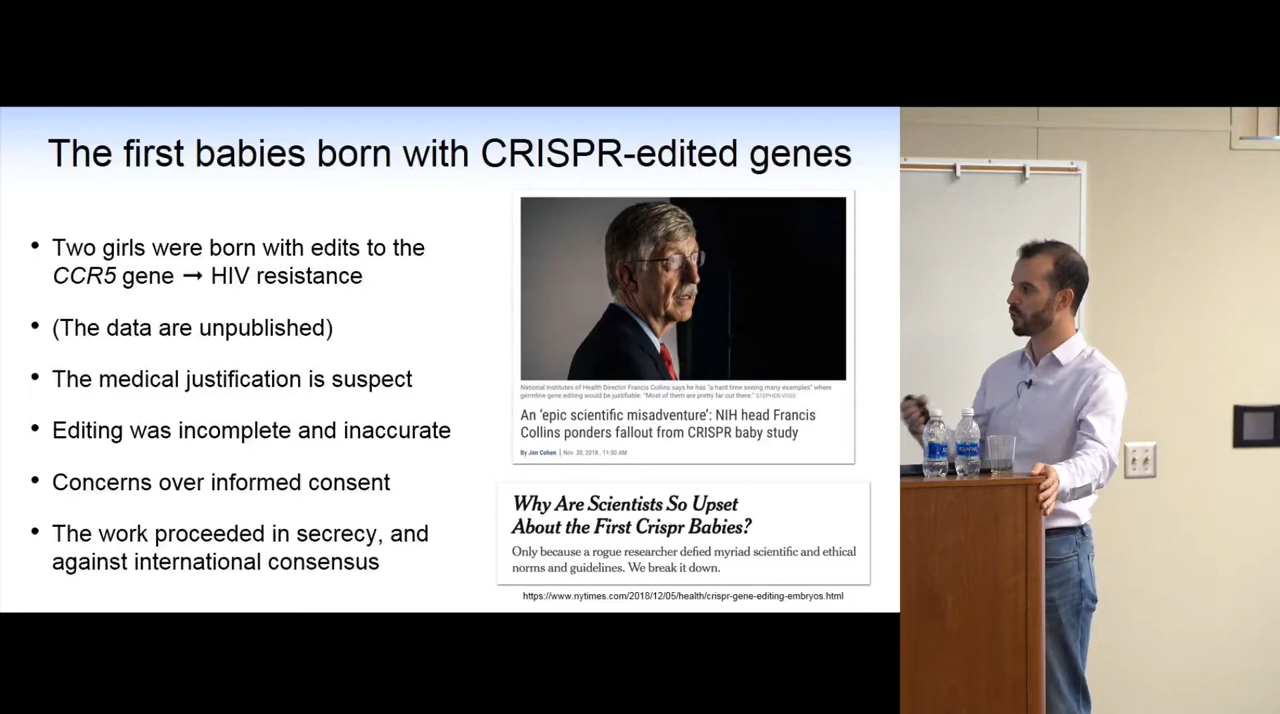 The first babies born with CRISPR-edited genes
• Two girls were born with edits to the
CCR5 gene → HIV resistance
• (The data are unpublished)
• The medical justification is suspect
• Editing was incomplete and inaccurate
• Concerns over informed consent
• The work proceeded in secrecy, and
against international consensus
National Institutes of Health Director Francis Collins says he has "a hard time seeing many examples" where
germline gene editing would be justifiable. "Most of them are pretty far out there." STEPHEN VOSS
An ‘epic scientific misadventure’: NIH head Francis
Collins ponders fallout from CRISPR baby study
By Jon Cohen | Nov. 30, 2018 , 11:50 AM
Why Are Scientists So Upset
About the First Crispr Babies?
Only because a rogue researcher defied myriad scientific and ethical
norms and guidelines. We break it down.
https://www.nytimes.com/2018/12/05/health/crispr-gene-editing-embryos.html